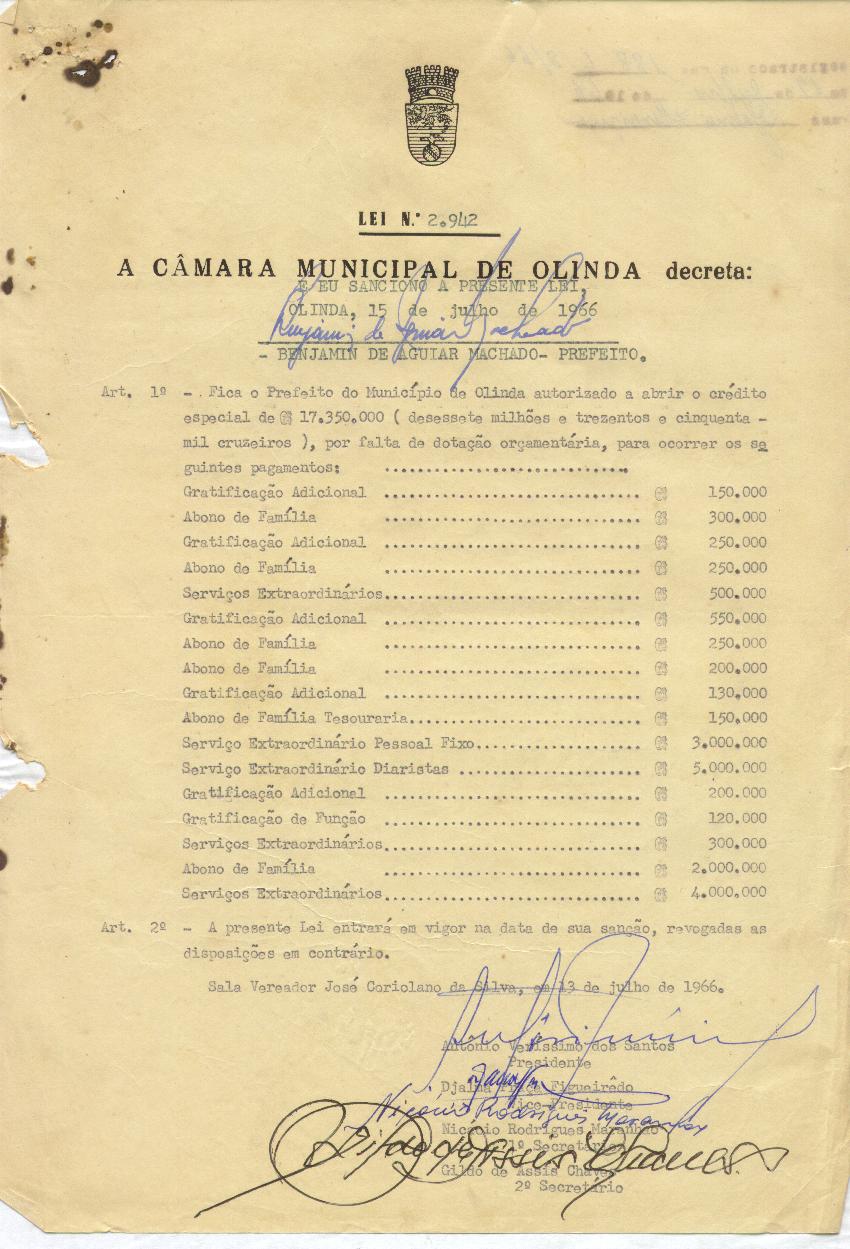 LEI N.º 2.942
A CÂMARA MUNICIPAL DE OLINDA decreta:
E EU SANCIONO A PRESENTE LEI,
OLINDA, 15 de julho de 1966
Benjamin de Aguiar Machado
- BENJAMIN DE AGUIAR MACHADO- PREFEITO.
Art. 1º - Fica o Prefeito do Município de Olinda autorizado a abrir o crédito
especial de Cr$ 17.350.000 ( desessete milhões e trezentos e cinquenta -
mil cruzeiros ), por falta de dotação orçamentária, para ocorrer os se
guintes pagamentos: ..............................
Gratificação Adicional .............................. Cr$ 150.000
Abono de Família .............................. Cr$ 300.000
Gratificação Adicional .............................. Cr$ 250.000
Abono de Família .............................. Cr$ 250.000
Serviços Extraordinários.............................. Cr$ 500.000
Gratificação Adicional .............................. Cr$ 550.000
Abono de Família .............................. Cr$ 250.000
Abono de Família .............................. Cr$ 200.000
Gratificação Adicional .............................. Cr$ 130.000
Abono de Família Tesouraria........................... Cr$ 150.000
Serviço Extraordinário Pessoal Fixo................... Cr$ 3.000.000
Serviço Extraordinário Diaristas ..................... Cr$ 5.000.000
Gratificação Adicional .............................. Cr$ 200.000
Gratificação de Função .............................. Cr$ 120.000
Serviços Extraordinários.............................. Cr$ 300.000
Abono de Família .............................. Cr$ 2.000.000
Serviços Extraordinários.............................. Cr$ 4.000.000
Art. 2º - A presente Lei entrará em vigor na data de sua sanção, revogadas as
disposições em contrário.
Sala Vereador José Coriolano da Silva, em 13 de julho de 1966.
Antonio Veríssimo dos Santos
Presidente
Djalma Figueirêdo
Vice-Presidente
Nicácio Rodrigues Maranhão
Nicácio Rodrigues Maranhão
1º Secretário
Gildo de Assis Chaves
Gildo de Assis Chaves
2º Secretário